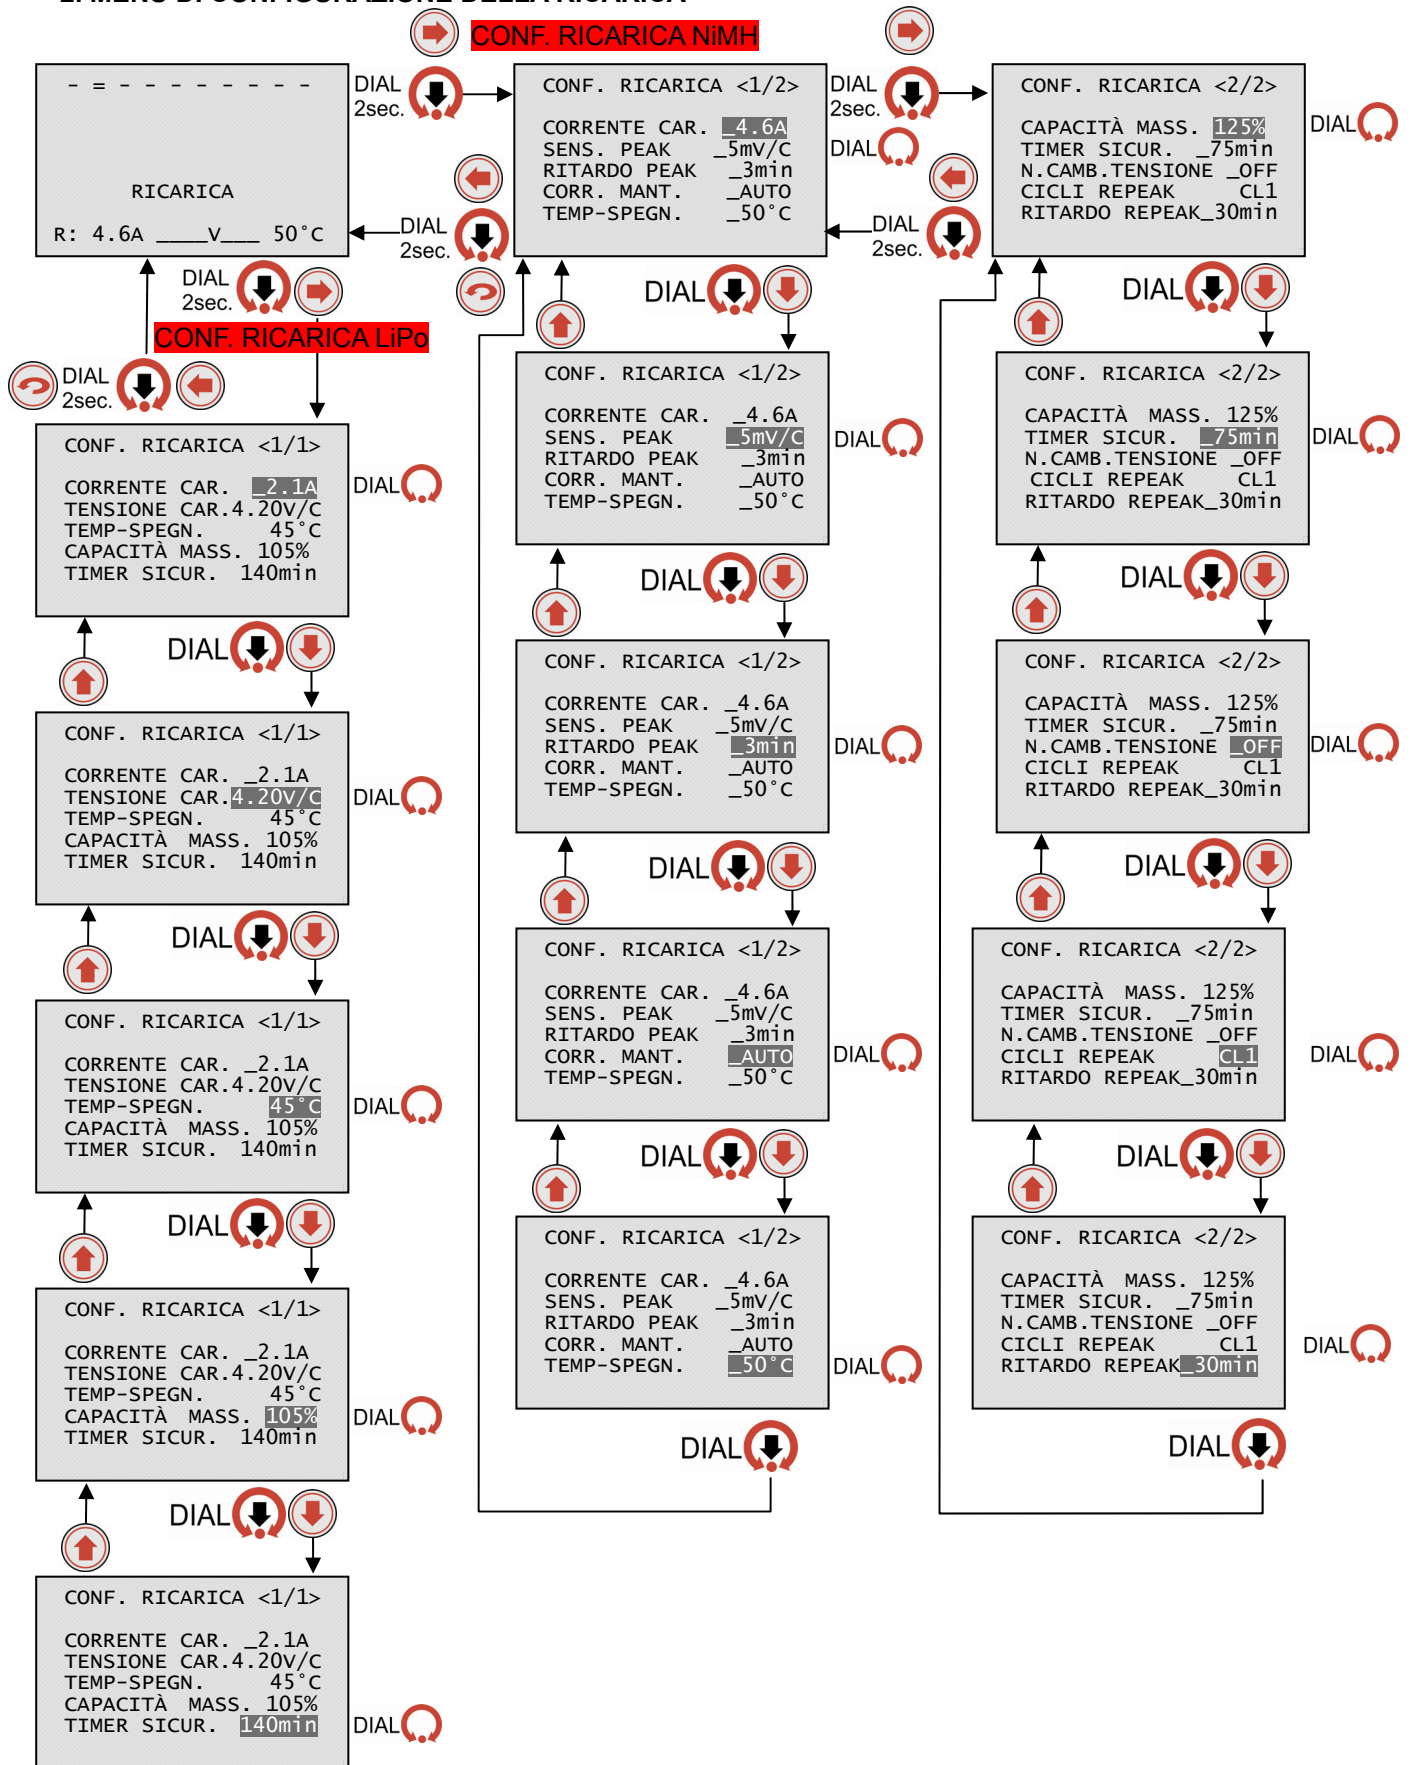 2. MENU DI CONFIGURAZIONE DELLA RICARICA
CONF. RICARICA NiMH
- = - - - - - - - -
RICARICA
R: 4.6A ____V___ 50°C
DIAL
2sec.
DIAL
2sec.
CONF. RICARICA <1/2>
CORRENTE CAR. _4.6A
SENS. PEAK _5mV/C
RITARDO PEAK _3min
CORR. MANT. _AUTO
TEMP-SPEGN. _50°C
DIAL
2sec.
DIAL
DIAL
2sec.
CONF. RICARICA <2/2>
CAPACITÀ MASS. 125%
TIMER SICUR. _75min
N.CAMB.TENSIONE _OFF
CICLI REPEAK CL1
RITARDO REPEAK_30min
DIAL
DIAL
2sec.
CONF. RICARICA LiPo
DIAL
2sec.
CONF. RICARICA <1/1>
CORRENTE CAR. _2.1A
TENSIONE CAR.4.20V/C
TEMP-SPEGN. 45°C
CAPACITÀ MASS. 105%
TIMER SICUR. 140min
DIAL
DIAL
CONF. RICARICA <1/1>
CORRENTE CAR. _2.1A
TENSIONE CAR.4.20V/C
TEMP-SPEGN. 45°C
CAPACITÀ MASS. 105%
TIMER SICUR. 140min
DIAL
DIAL
CONF. RICARICA <1/1>
CORRENTE CAR. _2.1A
TENSIONE CAR.4.20V/C
TEMP-SPEGN. 45°C
CAPACITÀ MASS. 105%
TIMER SICUR. 140min
DIAL
DIAL
CONF. RICARICA <1/1>
CORRENTE CAR. _2.1A
TENSIONE CAR.4.20V/C
TEMP-SPEGN. 45°C
CAPACITÀ MASS. 105%
TIMER SICUR. 140min
DIAL
DIAL
CONF. RICARICA <1/1>
CORRENTE CAR. _2.1A
TENSIONE CAR.4.20V/C
TEMP-SPEGN. 45°C
CAPACITÀ MASS. 105%
TIMER SICUR. 140min
DIAL
DIAL
CONF. RICARICA <1/2>
CORRENTE CAR. _4.6A
SENS. PEAK _5mV/C
RITARDO PEAK _3min
CORR. MANT. _AUTO
TEMP-SPEGN. _50°C
DIAL
DIAL
CONF. RICARICA <1/2>
CORRENTE CAR. _4.6A
SENS. PEAK _5mV/C
RITARDO PEAK _3min
CORR. MANT. _AUTO
TEMP-SPEGN. _50°C
DIAL
DIAL
CONF. RICARICA <1/2>
CORRENTE CAR. _4.6A
SENS. PEAK _5mV/C
RITARDO PEAK _3min
CORR. MANT. _AUTO
TEMP-SPEGN. _50°C
DIAL
DIAL
CONF. RICARICA <1/2>
CORRENTE CAR. _4.6A
SENS. PEAK _5mV/C
RITARDO PEAK _3min
CORR. MANT. _AUTO
TEMP-SPEGN. _50°C
DIAL
DIAL
DIAL
CONF. RICARICA <2/2>
CAPACITÀ MASS. 125%
TIMER SICUR. _75min
N.CAMB.TENSIONE _OFF
CICLI REPEAK CL1
RITARDO REPEAK_30min
DIAL
DIAL
CONF. RICARICA <2/2>
CAPACITÀ MASS. 125%
TIMER SICUR. _75min
N.CAMB.TENSIONE _OFF
CICLI REPEAK CL1
RITARDO REPEAK_30min
DIAL
DIAL
CONF. RICARICA <2/2>
CAPACITÀ MASS. 125%
TIMER SICUR. _75min
N.CAMB.TENSIONE _OFF
CICLI REPEAK CL1
RITARDO REPEAK_30min
DIAL
DIAL
CONF. RICARICA <2/2>
CAPACITÀ MASS. 125%
TIMER SICUR. _75min
N.CAMB.TENSIONE _OFF
CICLI REPEAK CL1
RITARDO REPEAK_30min
DIAL
DIAL